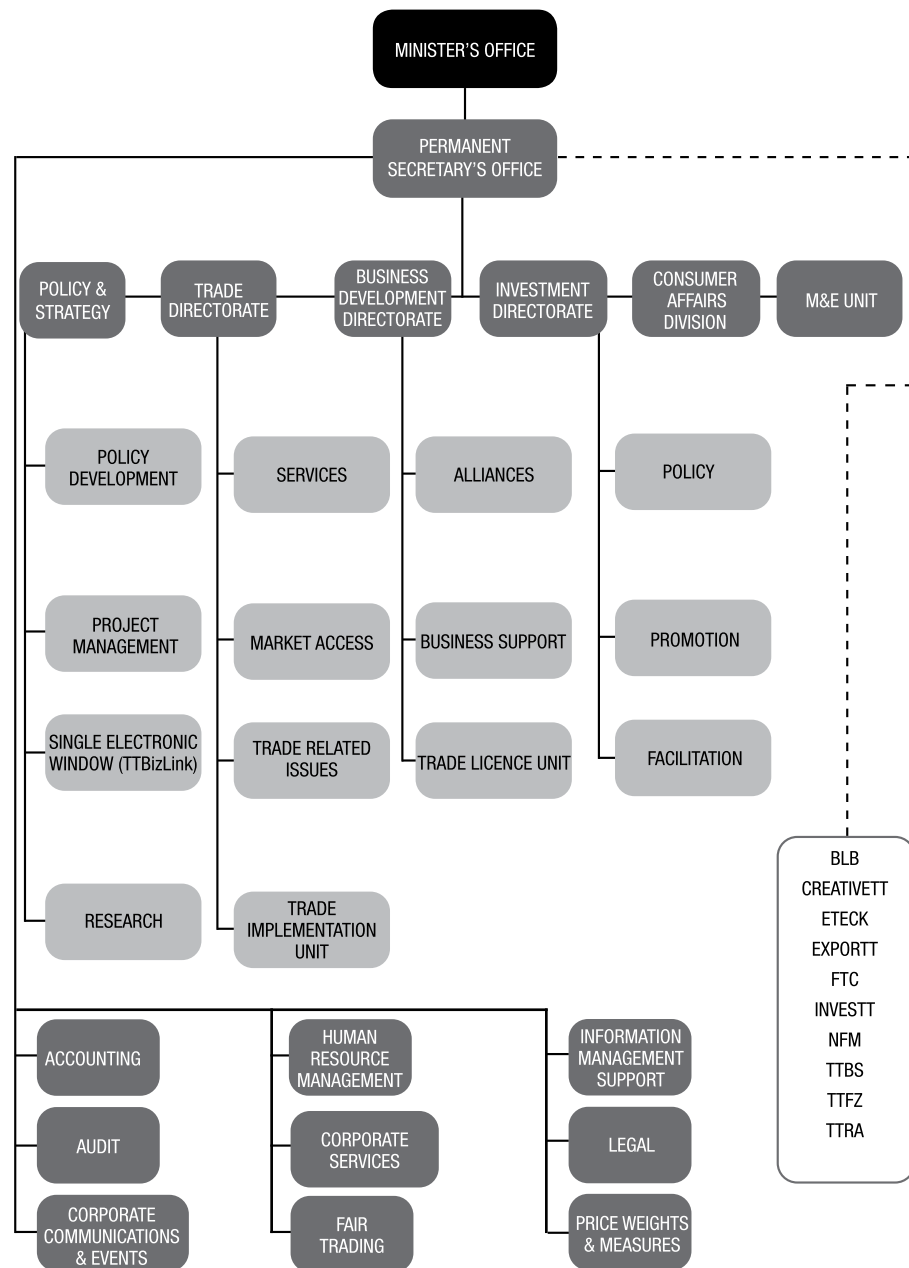 MINISTER'S OFFICE
PERMANENT
SECRETARY'S OFFICE
POLICY &
STRATEGY
TRADE
DIRECTORATE
BUSINESS
DEVELOPMENT
DIRECTORATE
INVESTMENT
DIRECTORATE
CONSUMER
AFFAIRS
DIVISION
M&E UNIT
POLICY
DEVELOPMENT
SERVICES
ALLIANCES
POLICY
PROJECT
MANAGEMENT
MARKET ACCESS
BUSINESS SUPPORT
PROMOTION
SINGLE ELECTRONIC
WINDOW (TTBizLink)
TRADE RELATED
ISSUES
TRADE LICENCE UNIT
FACILITATION
RESEARCH
TRADE
IMPLEMENTATION
UNIT
BLB
CREATIVETT
ETECK
EXPORTT
FTC
INVESTT
NFM
TTBS
TTFZ
TTRA
ACCOUNTING
HUMAN
RESOURCE
MANAGEMENT
INFORMATION
MANAGEMENT
SUPPORT
AUDIT
CORPORATE
SERVICES
LEGAL
CORPORATE
COMMUNICATIONS
& EVENTS
FAIR
TRADING
PRICE WEIGHTS
& MEASURES